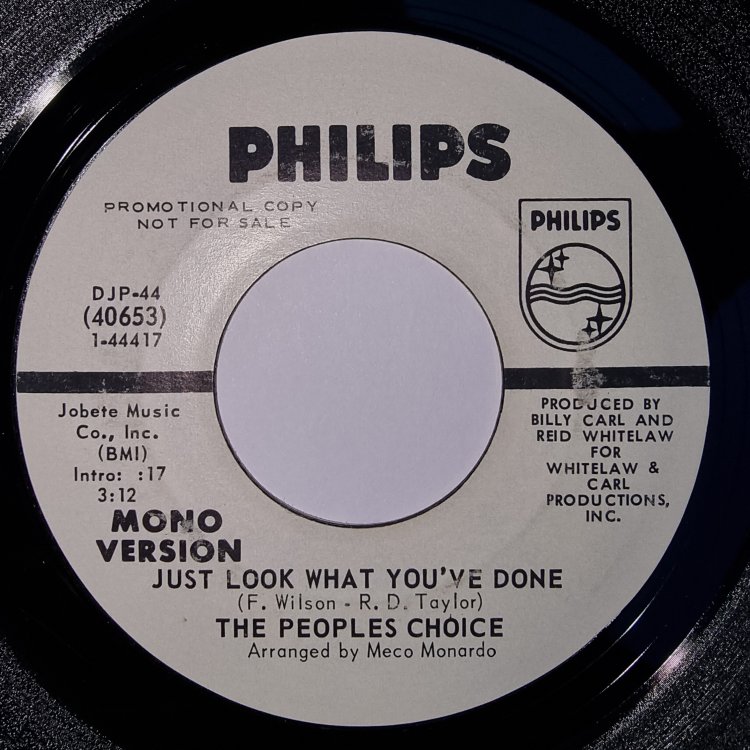 PHILIPS
PROMOTIONAL COPY
NOT FOR SALE
PHILIPS
DJP-44
(40653)
1-44417
Jobete Music
Co., Inc.
(BMI)
Intro: :17
3:12
PRODUCED BY
BILLY CARL AND
REID WHITELAW
FOR
WHITELAW &
CARL
PRODUCTIONS,
INC.
MONO
VERSION
JUST LOOK WHAT YOU'VE DONE
(F. Wilson - R. D. Taylor)
THE PEOPLES CHOICE
Arranged by Meco Monardo